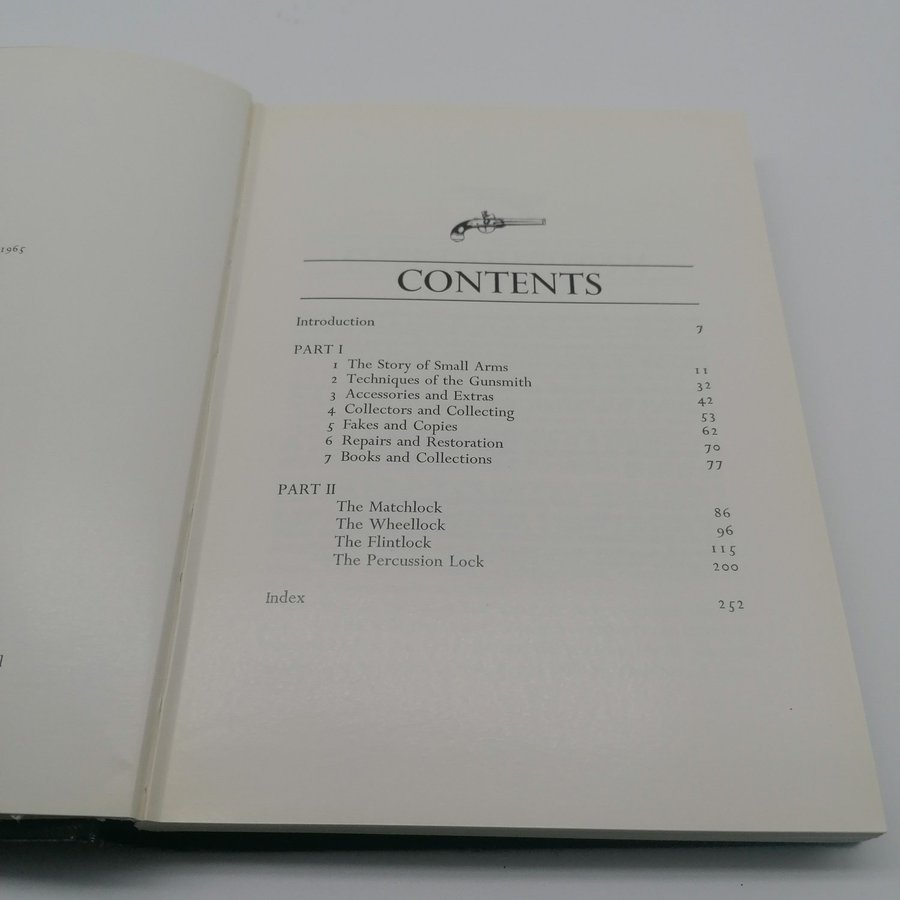 1965
CONTENTS
Introduction 7
PART I
1 The Story of Small Arms 11
2 Techniques of the Gunsmith 32
3 Accessories and Extras 42
4 Collectors and Collecting 53
5 Fakes and Copies 62
6 Repairs and Restoration 70
7 Books and Collections 77
PART II
The Matchlock 86
The Wheellock 96
The Flintlock 115
The Percussion Lock 200
Index 252